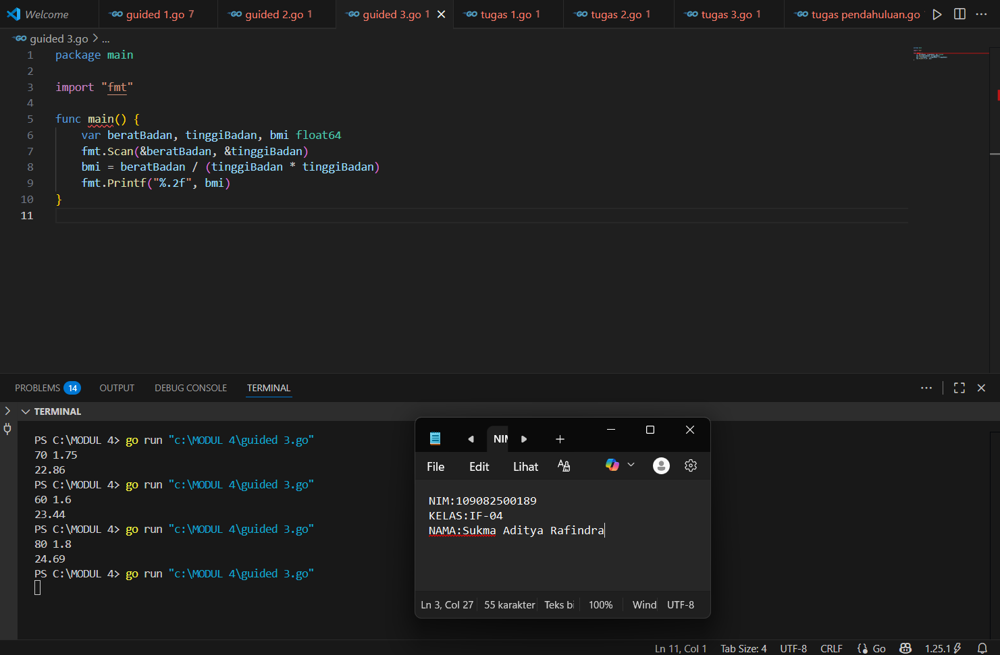 Welcome
guided 1.go 7
guided 2.go 1
guided 3.go 1
tugas 1.go 1
tugas 2.go 1
tugas 3.go 1
tugas pendahuluan.go
guided 3.go > ...
1 package main
2
3 import "fmt"
4
5 func main() {
6 var beratBadan, tinggiBadan, bmi float64
7 fmt.Scan(&beratBadan, &tinggiBadan)
8 bmi = beratBadan / (tinggiBadan * tinggiBadan)
9 fmt.Printf("%.2f", bmi)
10 }
11
PROBLEMS 14 OUTPUT DEBUG CONSOLE TERMINAL
TERMINAL
PS C:\MODUL 4> go run "c:\MODUL 4\guided 3.go"
70 1.75
22.86
PS C:\MODUL 4> go run "c:\MODUL 4\guided 3.go"
60 1.6
23.44
PS C:\MODUL 4> go run "c:\MODUL 4\guided 3.go"
80 1.8
24.69
PS C:\MODUL 4> go run "c:\MODUL 4\guided 3.go"
File Edit Lihat
NIM:109082500189
KELAS:IF-04
NAMA:Sukma Aditya Rafindra
Ln 3, Col 27 55 karakter Teks bi 100% Wind UTF-8
Ln 11, Col 1 Tab Size: 4 UTF-8 CRLF Go 1.25.1